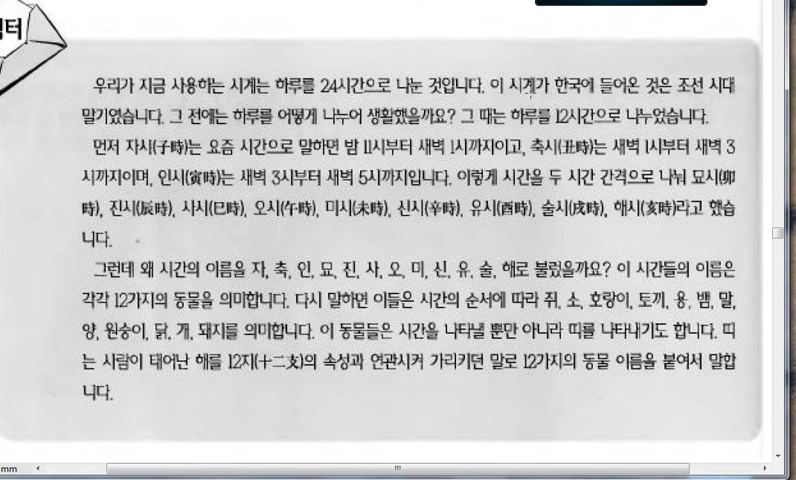 터
우리가 지금 사용하는 시계는 하루를 24시간으로 나눈 것입니다. 이 시계가 한국에 들어온 것은 조선 시대
말기였습니다. 그 전에는 하루를 어떻게 나누어 생활했을까요? 그 때는 하루를 12시간으로 나누었습니다.
먼저 자시(子時)는 요즘 시간으로 말하면 밤 11시부터 새벽 1시까지이고, 축시(丑時)는 새벽 1시부터 새벽 3
시까지이며, 인시(寅時)는 새벽 3시부터 새벽 5시까지입니다. 이렇게 시간을 두 시간 간격으로 나눠 묘시(卯
時), 진시(辰時), 사시(巳時), 오시(午時), 미시(未時), 신시(辛時), 유시(酉時), 술시(戌時), 해시(亥時)라고 했습
니다.
그런데 왜 시간의 이름을 자, 축, 인, 묘, 진, 사, 오, 미, 신, 유, 술, 해로 불렀을까요? 이 시간들의 이름은
각각 12가지의 동물을 의미합니다. 다시 말하면 이들은 시간의 순서에 따라 쥐, 소, 호랑이, 토끼, 용, 뱀, 말,
양, 원숭이, 닭, 개, 돼지를 의미합니다. 이 동물들은 시간을 나타낼 뿐만 아니라 띠를 나타내기도 합니다. 띠
는 사람이 태어난 해를 12지(十二支)의 속성과 연관시켜 가리키던 말로 12가지의 동물 이름을 붙여서 말합
니다.
mm